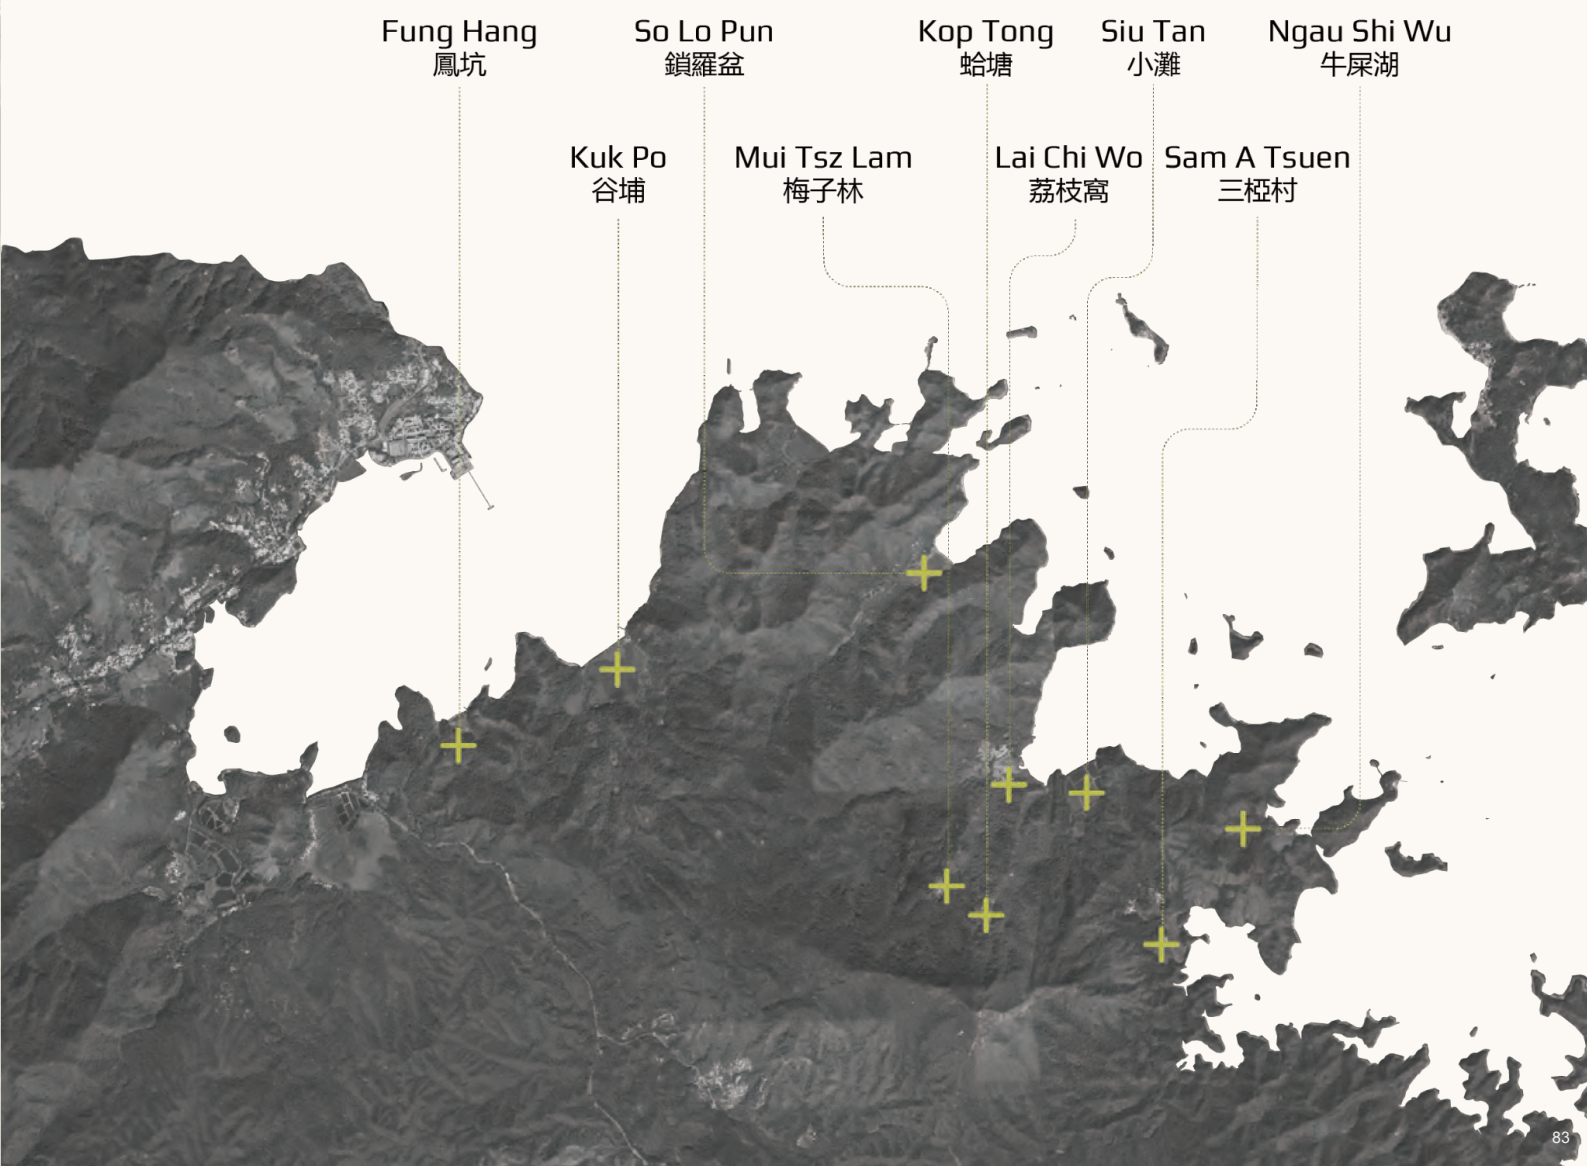 Fung Hang
鳳坑
So Lo Pun
鎖羅盆
Kop Tong
蛤塘
Siu Tan
小灘
Ngau Shi Wu
牛屎湖
Kuk Po
谷埔
Mui Tsz Lam
梅子林
Lai Chi Wo
荔枝窩
Sam A Tsuen
三椏村
83